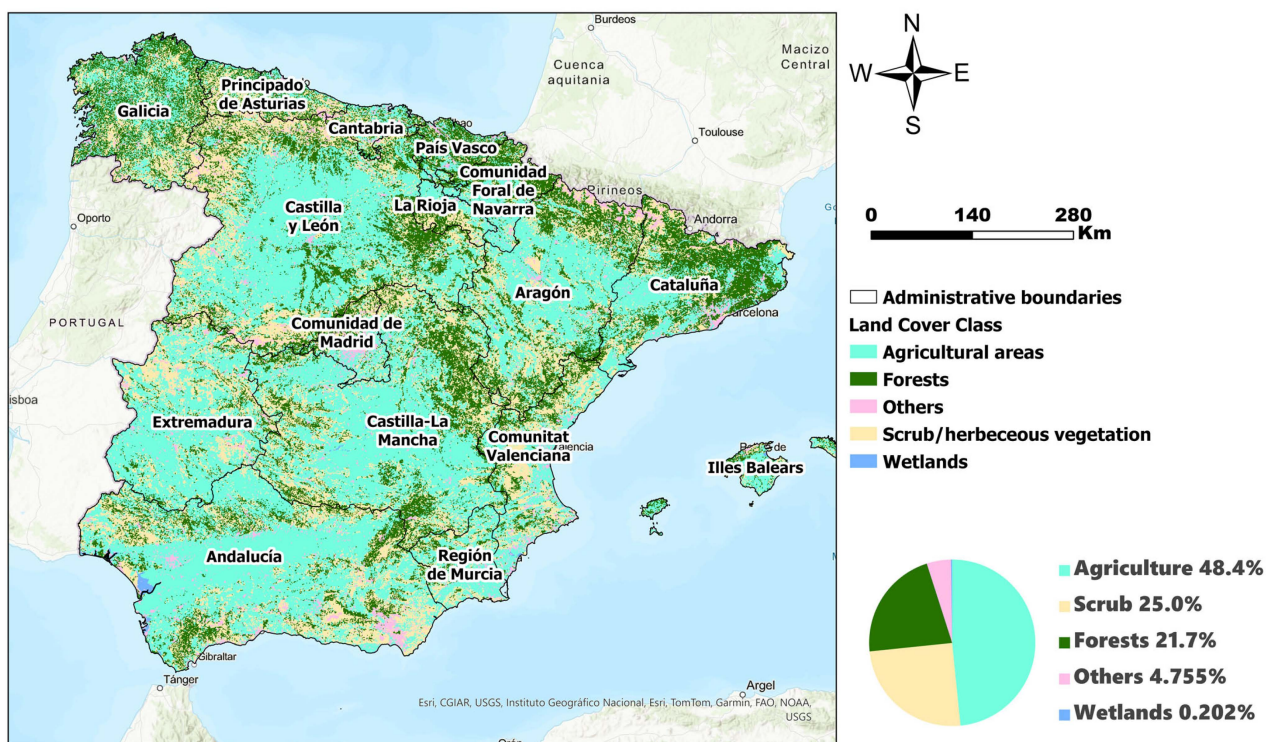 Burdeos
Macizo
Central
Cuenca
aquitania
Toulouse
Principado
de Asturias
Galicia
Cantabria
País Vasco
Comunidad
Foral de
Navarra
Pirineos
Andorra
La Rioja
Castilla
y León
Oporto
Aragón
Cataluña
Barcelona
PORTUGAL
Comunidad de
Madrid
isboa
Extremadura
Castilla-La
Mancha
Comunitat
Valenciana
alencia
Illes Balears
Andalucía
Región
de Murcia
Gibraltar
Tánger
Argel
Esri, CGIAR, USGS, Instituto Geográfico Nacional, Esri, TomTom, Garmin, FAO, NOAA,
USGS
N
W E
S
0 140 280
Km
Administrative boundaries
Land Cover Class
Agricultural areas
Forests
Others
Scrub/herbeceous vegetation
Wetlands
Agriculture 48.4%
Scrub 25.0%
Forests 21.7%
Others 4.755%
Wetlands 0.202%